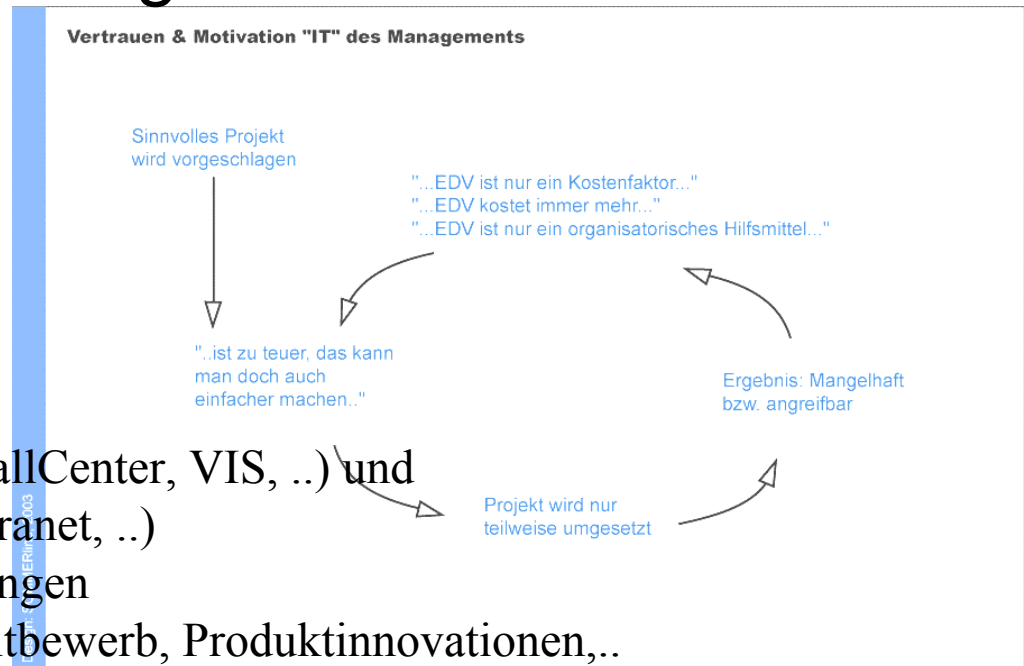 Vertrauen & Motivation "IT" des Managements
Sinnvolles Projekt
wird vorgeschlagen
"...EDV ist nur ein Kostenfaktor..."
"...EDV kostet immer mehr..."
"...EDV ist nur ein organisatorisches Hilfsmittel..."
"..ist zu teuer, das kann
man doch auch
einfacher machen.."
Ergebnis: Mangelhaft
bzw. angreifbar
Projekt wird nur
teilweise umgesetzt
allCenter, VIS, ..) und
ranet, ..)
ngen
tbewerb, Produktinnovationen,..